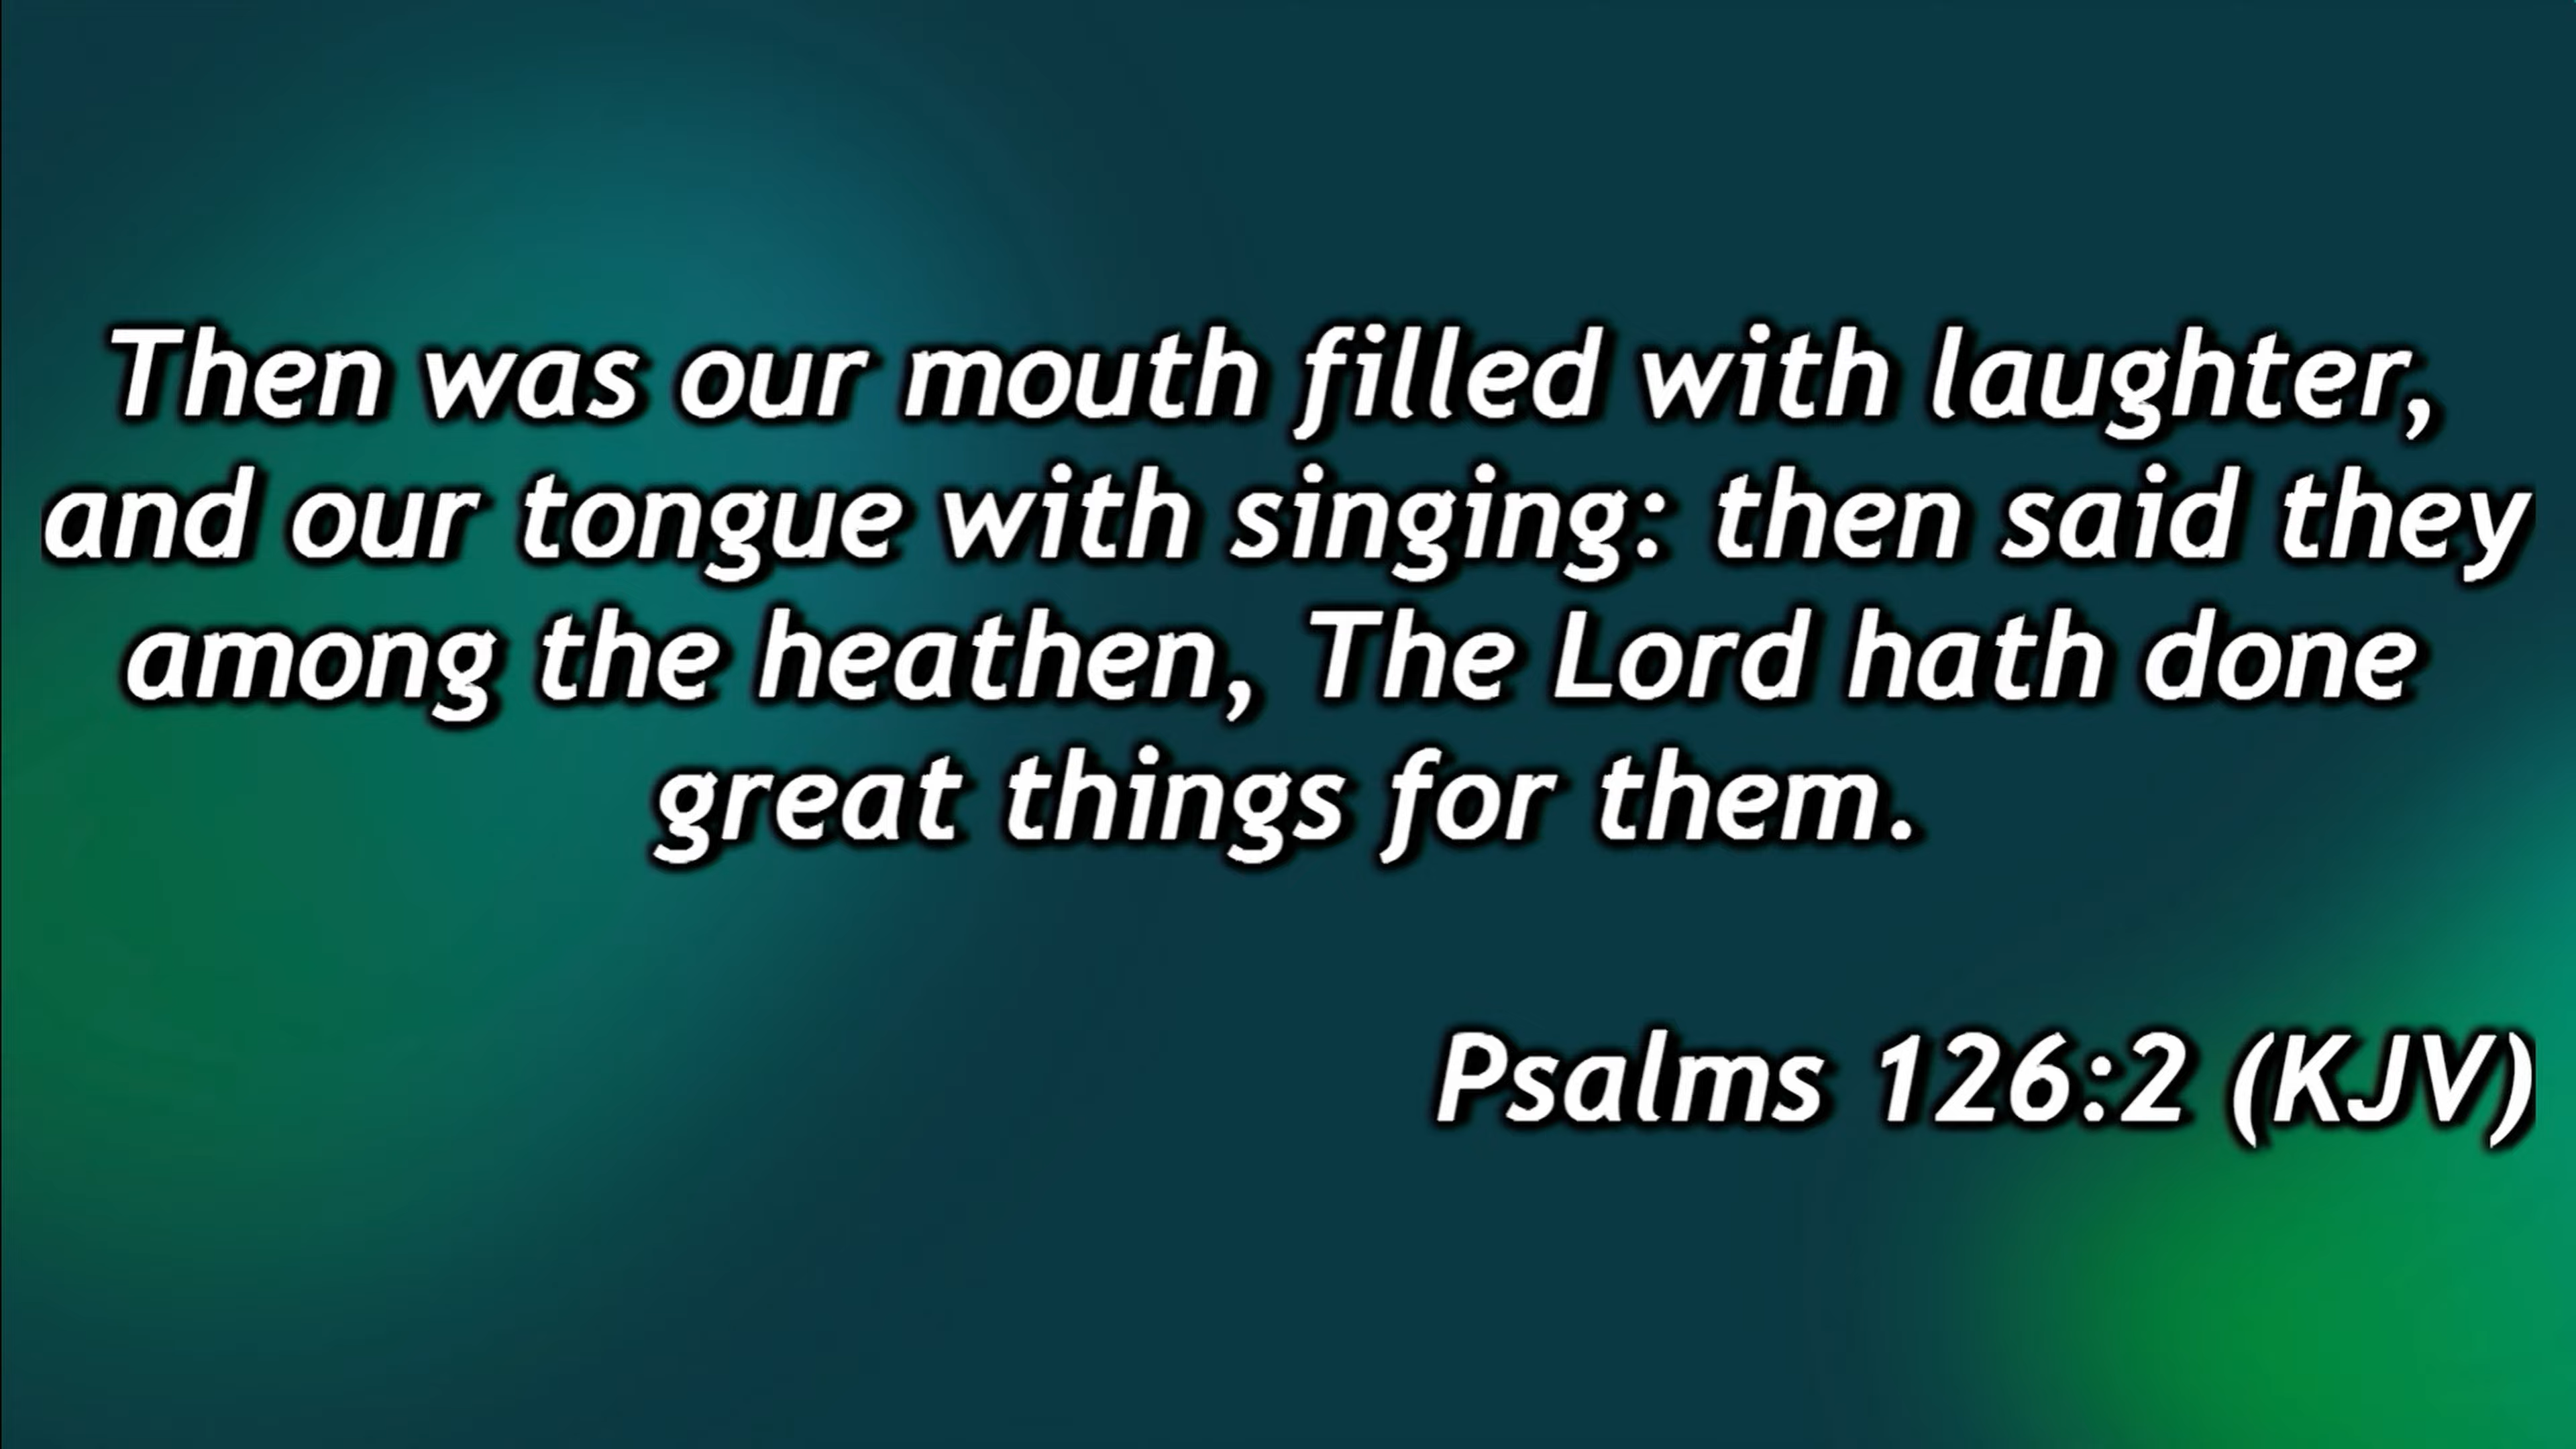 Then was our mouth filled with laughter,
and our tongue with singing: then said they
among the heathen, The Lord hath done
great things for them.
Psalms 126:2 (KJV)